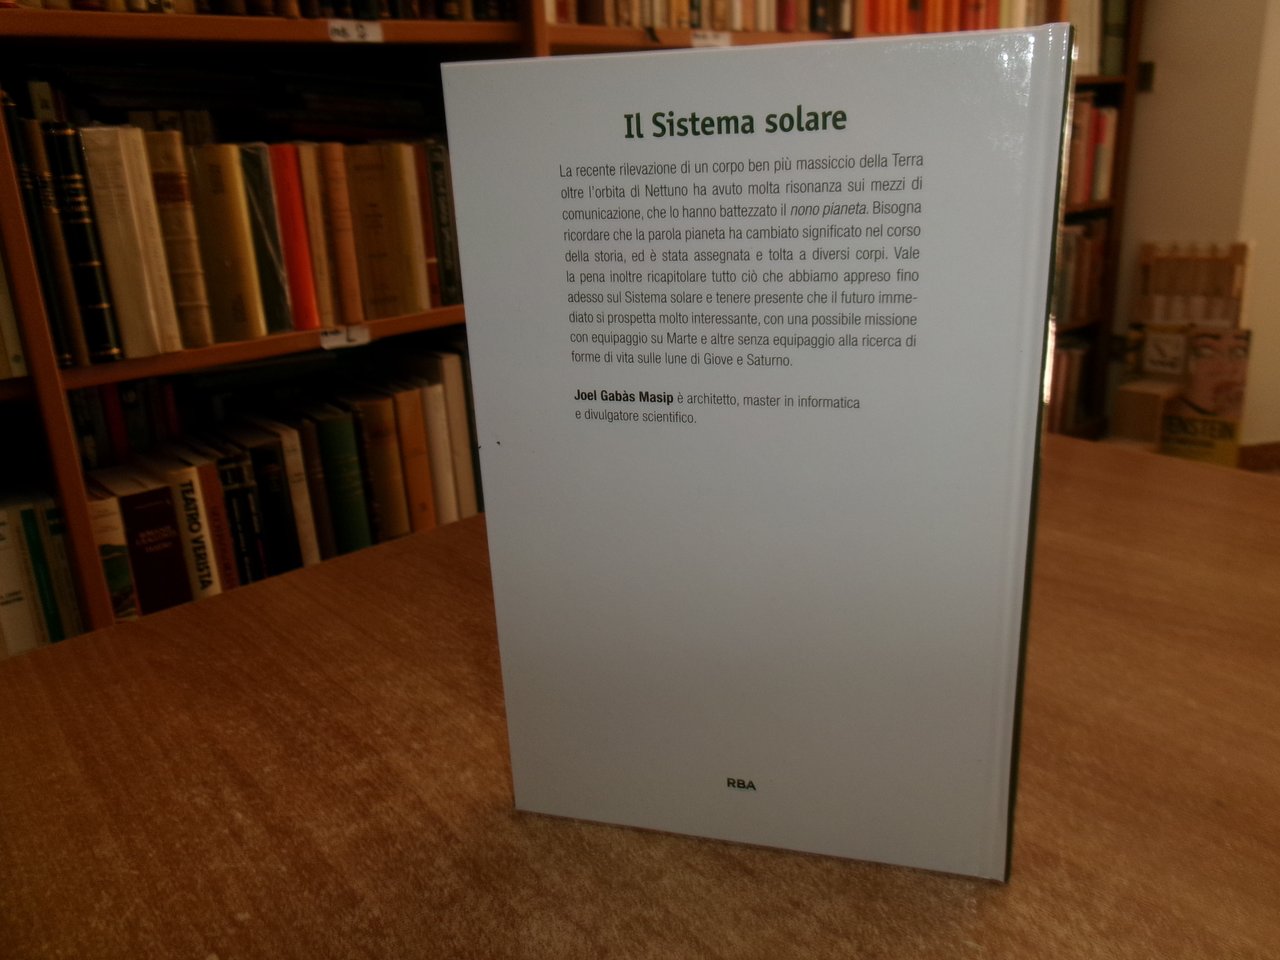 Il Sistema solare
La recente rilevazione di un corpo ben più massiccio della Terra
oltre l'orbita di Nettuno ha avuto molta risonanza sui mezzi di
comunicazione, che lo hanno battezzato il nono pianeta. Bisogna
ricordare che la parola pianeta ha cambiato significato nel corso
della storia, ed è stata assegnata e tolta a diversi corpi. Vale
la pena inoltre ricapitolare tutto ciò che abbiamo appreso fino
adesso sul Sistema solare e tenere presente che il futuro imme-
diato si prospetta molto interessante, con una possibile missione
con equipaggio su Marte e altre senza equipaggio alla ricerca di
forme di vita sulle lune di Giove e Saturno.
Joel Gabàs Masip è architetto, master in informatica
e divulgatore scientifico.
RBA
TEATRO VERISTA
ENSTEIN